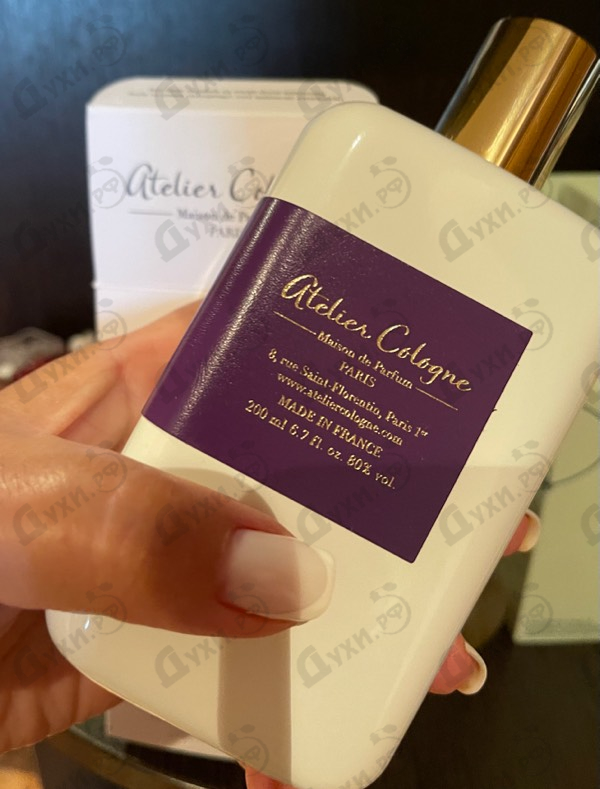 Atelier Col
Maison de
PARIS
Atelier Cologne
Maison de Parfum
PARIS
8, rue Saint-Florentin, Paris 1er
www.ateliercologne.com
MADE IN FRANCE
200 ml 6.7 fl. oz. 80% vol.
Духи.РФ